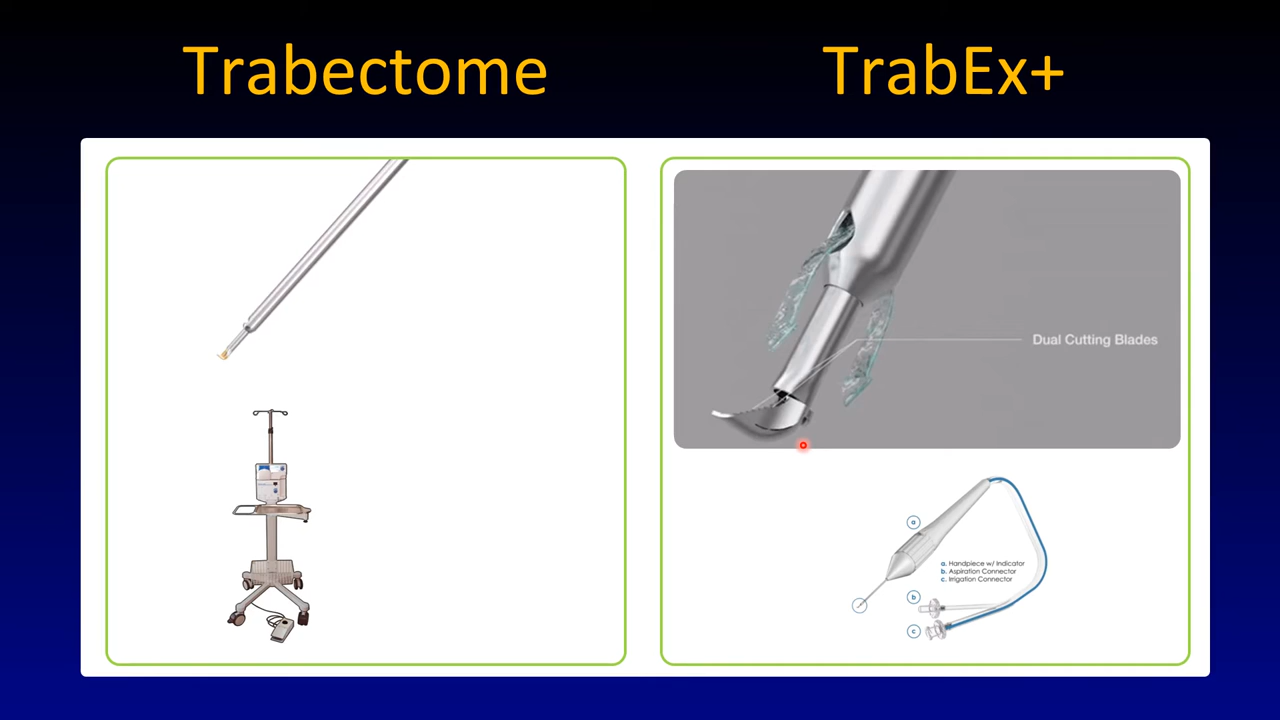 Trabectome
TrabEx+
Dual Cutting Blades
a
a. Handpiece w/ Indicator
b. Aspiration Connector
c. Irrigation Connector
b
c